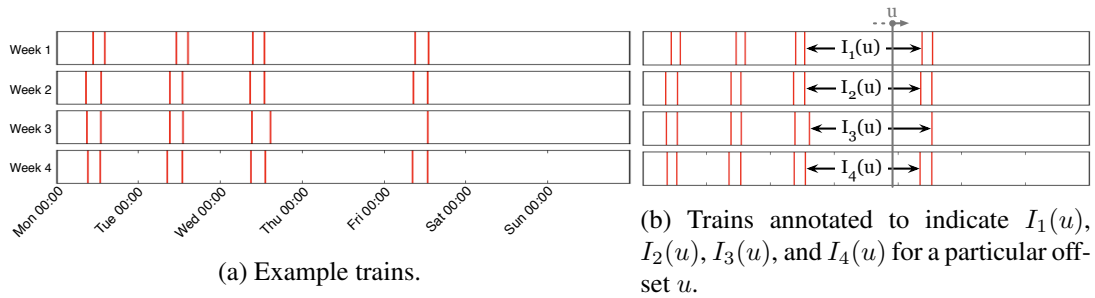 Week 1
Week 2
Week 3
Week 4
Mon 00:00
Tue 00:00
Wed 00:00
Thu 00:00
Fri 00:00
Sat 00:00
Sun 00:00
(a) Example trains.
u
I₁(u)
I₂(u)
I₃(u)
I₄(u)
(b) Trains annotated to indicate I₁(u),
I₂(u), I₃(u), and I₄(u) for a particular off-
set u.